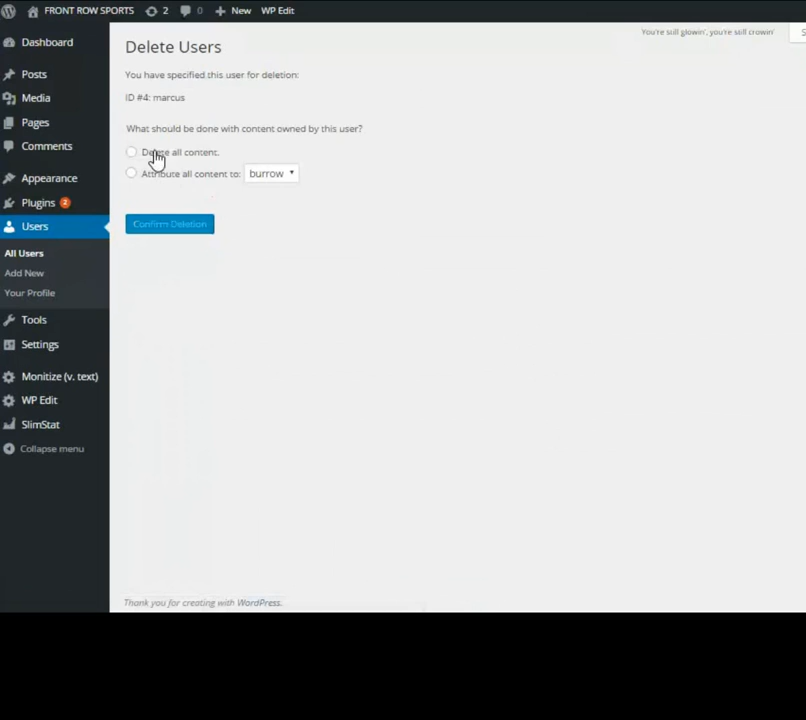 FRONT ROW SPORTS 2 0 New WP Edit
You're still glowin', you're still crowin'
S
Dashboard
Posts
Media
Pages
Comments
Appearance
Plugins 2
Users
All Users
Add New
Your Profile
Tools
Settings
Monitize (v. text)
WP Edit
SlimStat
Collapse menu
Delete Users
You have specified this user for deletion:
ID #4: marcus
What should be done with content owned by this user?
Delete all content.
Attribute all content to: burrow
Confirm Deletion
Thank you for creating with WordPress.